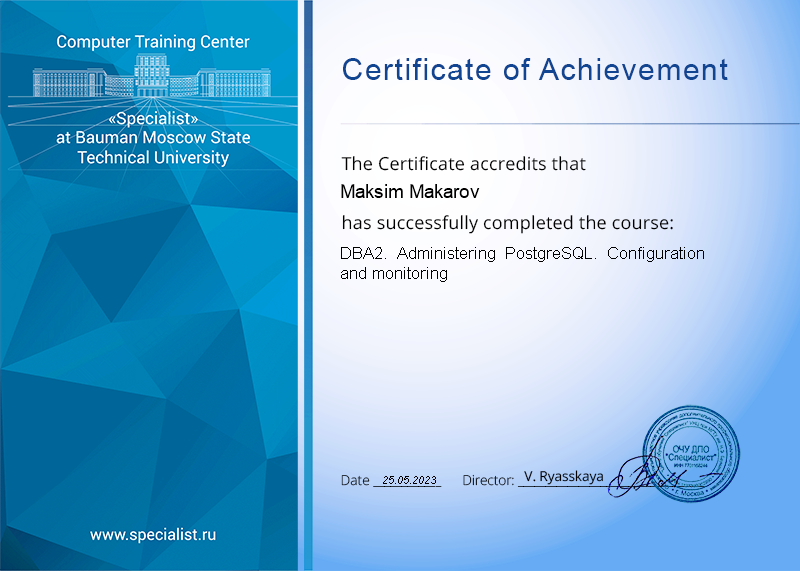 Computer Training Center
«Specialist»
at Bauman Moscow State
Technical University
www.specialist.ru
Certificate of Achievement
The Certificate accredits that
Maksim Makarov
has successfully completed the course:
DBA2. Administering PostgreSQL. Configuration
and monitoring
Date 25.05.2023 Director: V. Ryasskaya
ОЧУ ДПО
"Специалист"
г. Москва